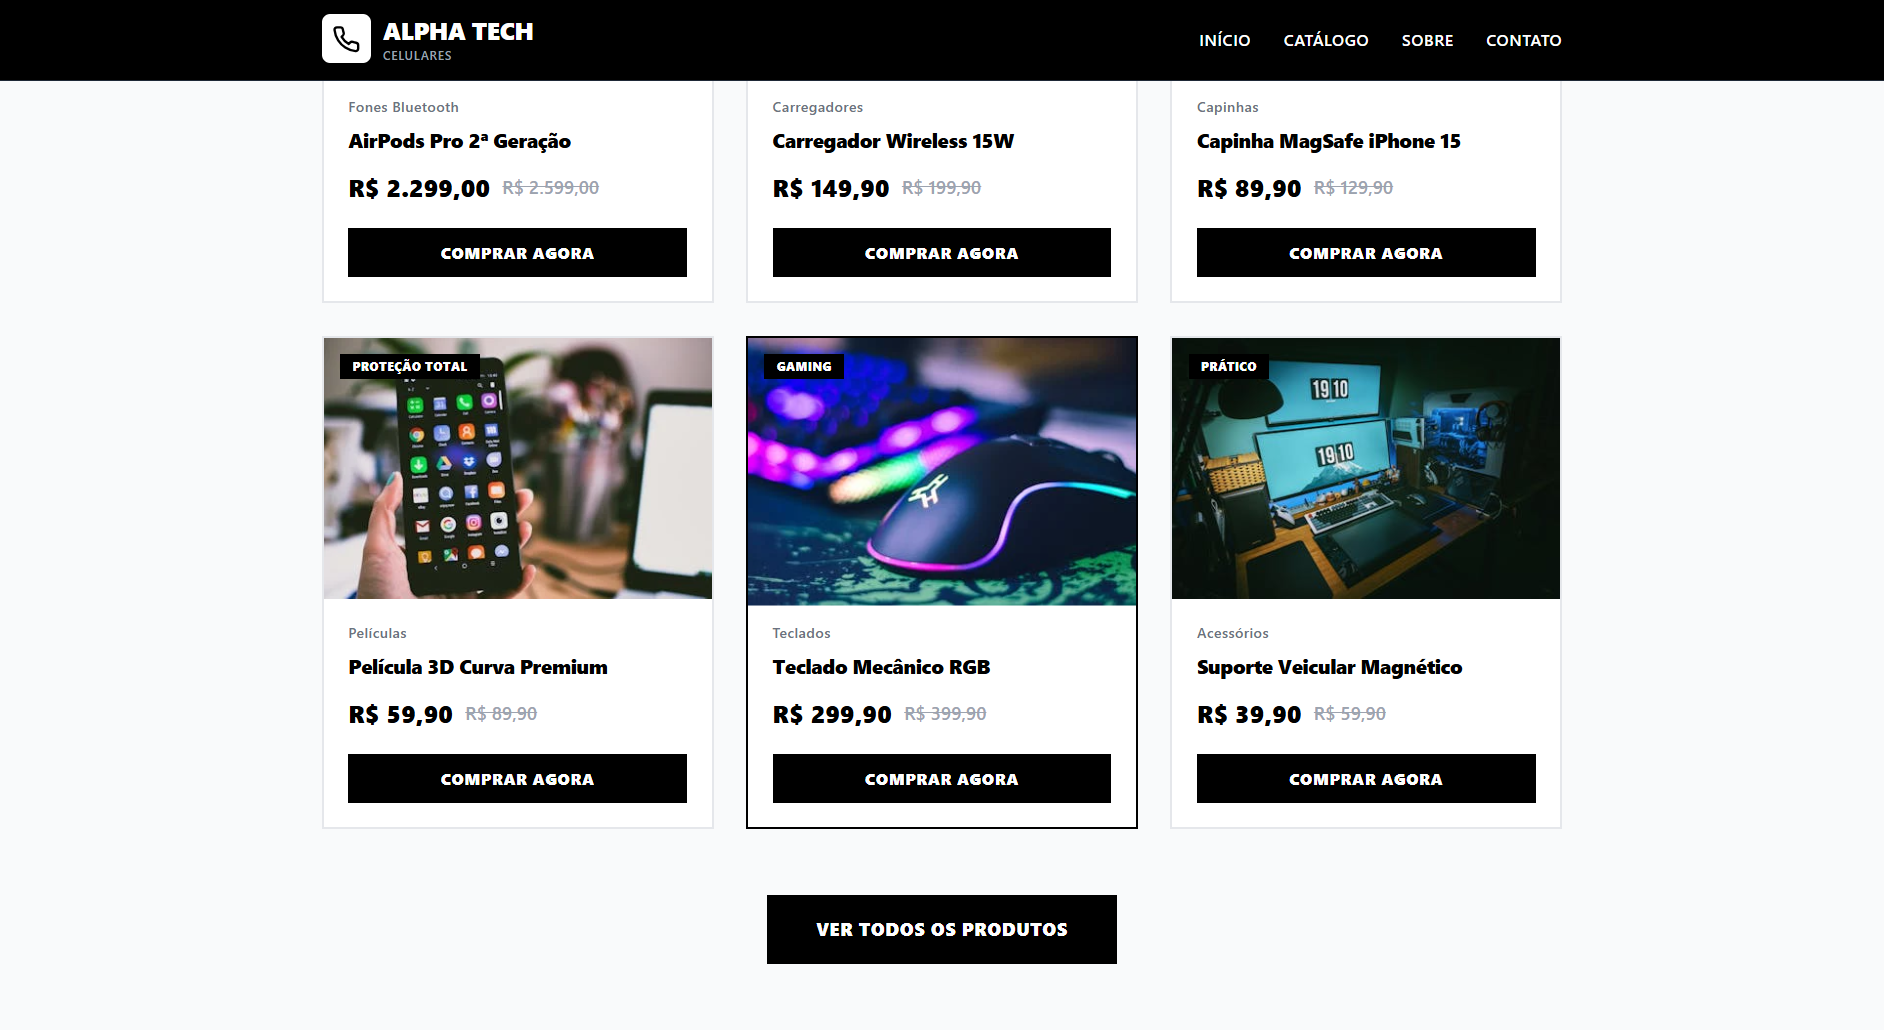 ALPHA TECH
CELULARES
INÍCIO CATÁLOGO SOBRE CONTATO
Fones Bluetooth
AirPods Pro 2ª Geração
R$ 2.299,00 R$ 2.599,00
COMPRAR AGORA
Carregadores
Carregador Wireless 15W
R$ 149,90 R$ 199,90
COMPRAR AGORA
Capinhas
Capinha MagSafe iPhone 15
R$ 89,90 R$ 129,90
COMPRAR AGORA
PROTEÇÃO TOTAL
Películas
Película 3D Curva Premium
R$ 59,90 R$ 89,90
COMPRAR AGORA
GAMING
Teclados
Teclado Mecânico RGB
R$ 299,90 R$ 399,90
COMPRAR AGORA
PRÁTICO
19 10
19 10
Acessórios
Suporte Veicular Magnético
R$ 39,90 R$ 59,90
COMPRAR AGORA
VER TODOS OS PRODUTOS